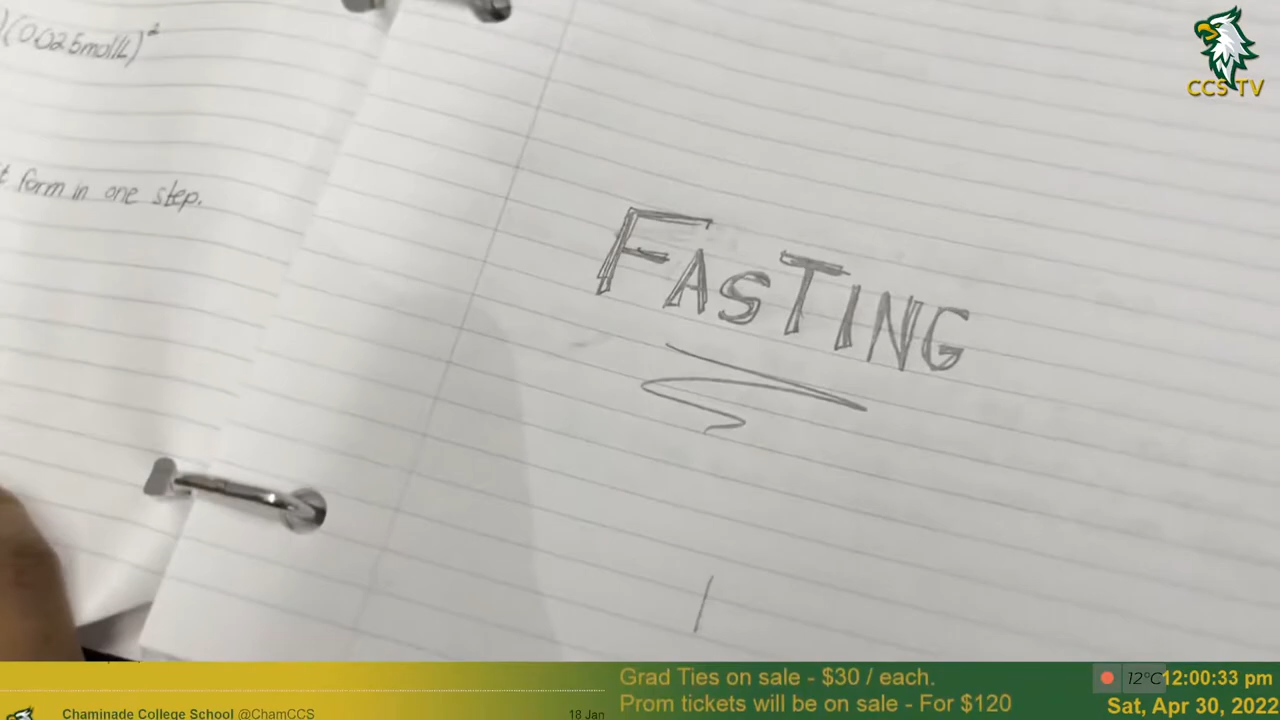 )(0.025mol/L)²
t form in one step.
FASTING
CCS TV
Grad Ties on sale - $30 / each.
Prom tickets will be on sale - For $120
12°C
12:00:33 pm
Sat, Apr 30, 2022
Chaminade College School @ChamCCS
18 Jan